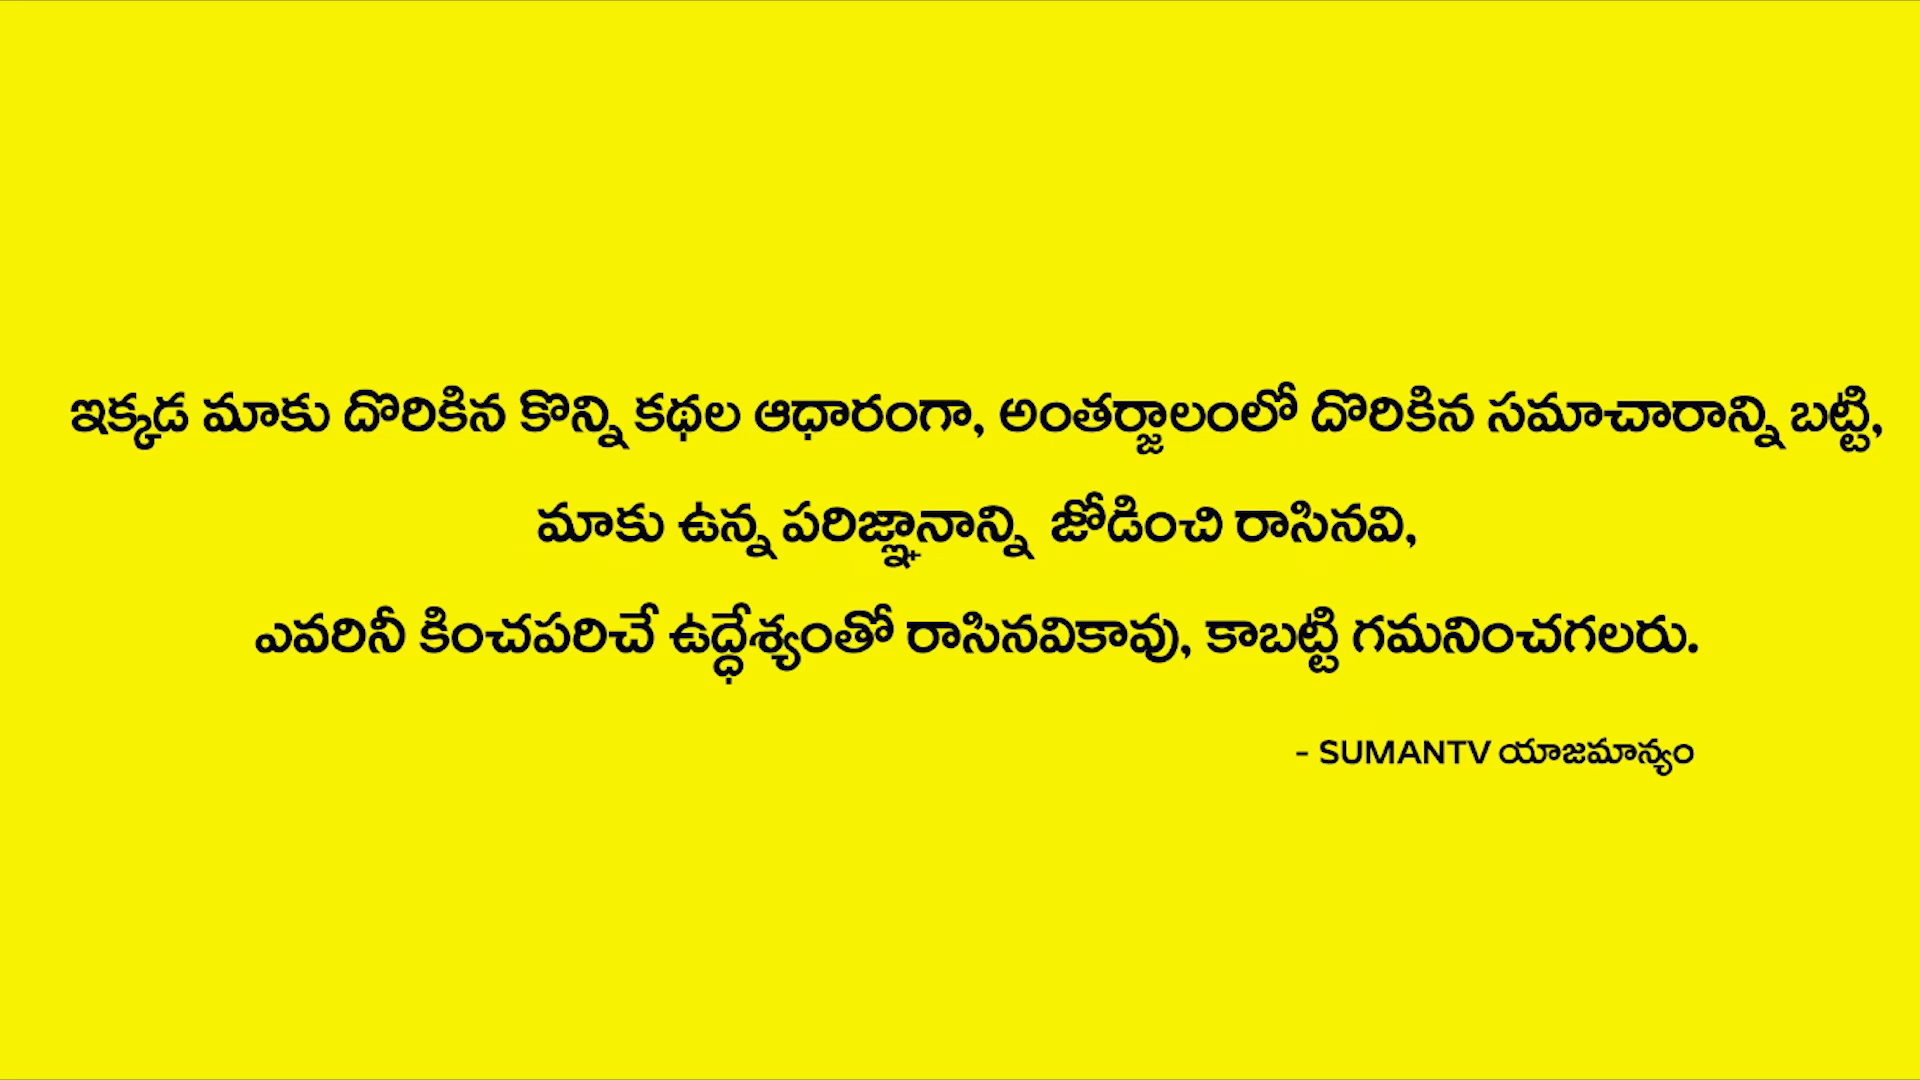 ఇక్కడ మాకు దొరికిన కొన్ని కథల ఆధారంగా, అంతర్జాలంలో దొరికిన సమాచారాన్ని బట్టి,
మాకు ఉన్న పరిజ్ఞానాన్ని జోడించి రాసినవి,
ఎవరినీ కించపరిచే ఉద్ధేశ్యంతో రాసినవికావు, కాబట్టి గమనించగలరు.
- SUMANTV యాజమాన్యం